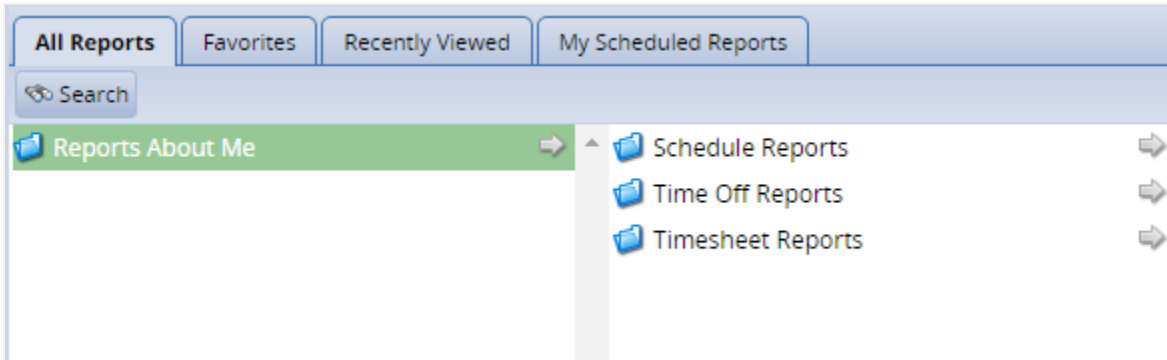 All Reports Favorites Recently Viewed My Scheduled Reports
Search
Reports About Me
Schedule Reports
Time Off Reports
Timesheet Reports